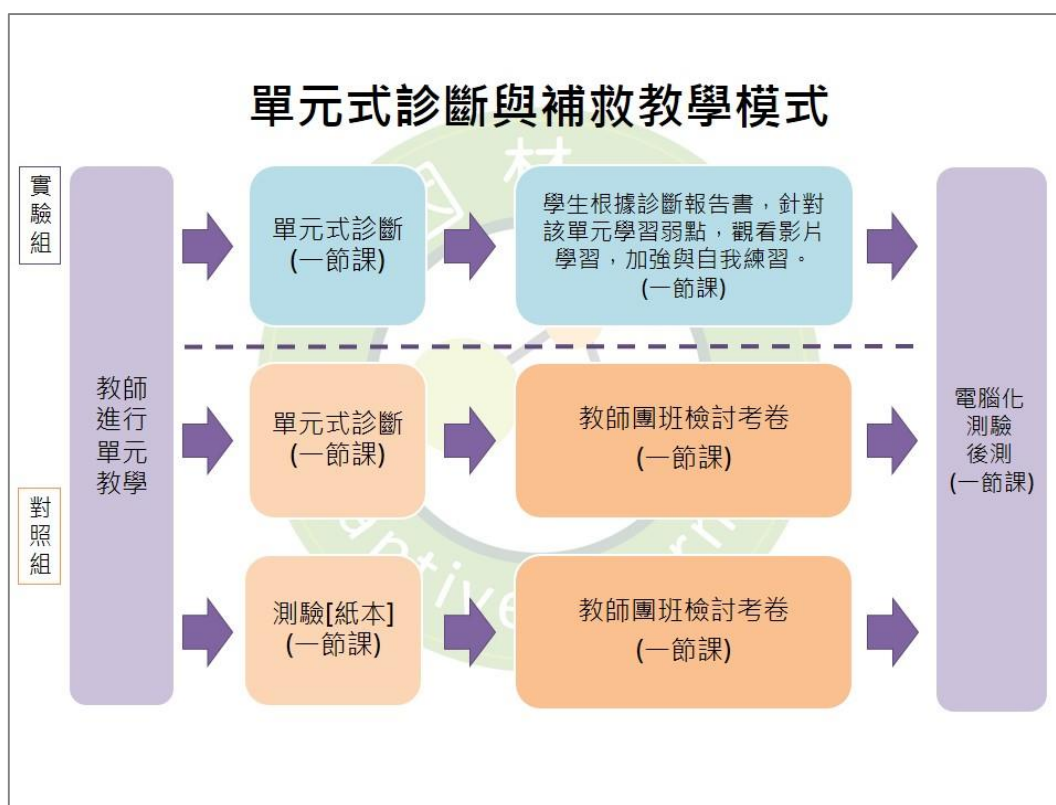 單元式診斷與補救教學模式
實
驗
組
對
照
組
教師
進行
單元
教學
單元式診斷
(一節課)
學生根據診斷報告書，針對
該單元學習弱點，觀看影片
學習，加強與自我練習。
(一節課)
單元式診斷
(一節課)
教師團班檢討考卷
(一節課)
測驗[紙本]
(一節課)
教師團班檢討考卷
(一節課)
電腦化
測驗
後測
(一節課)
因 材
aptive
ern